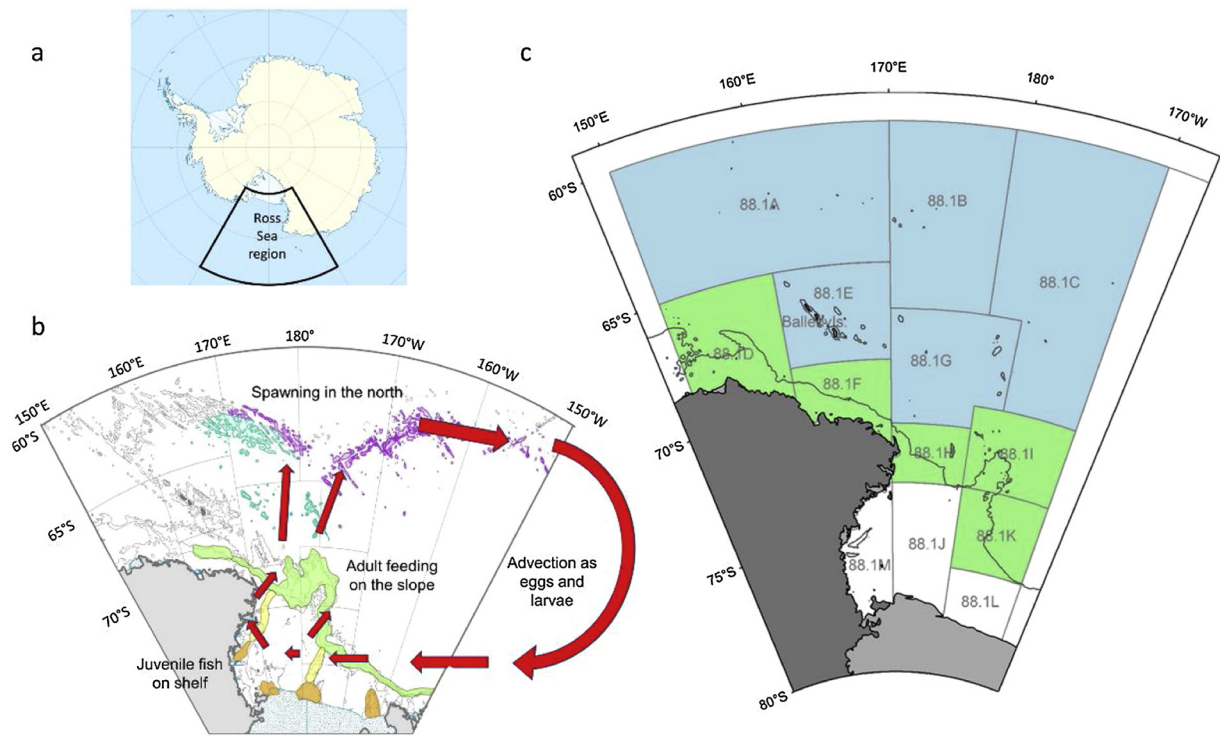 a
Ross
Sea
region
b
150°E
160°E
170°E
180°
170°W
160°W
150°W
60°S
65°S
70°S
Spawning in the north
Adult feeding
on the slope
Advection as
eggs and
larvae
Juvenile fish
on shelf
c
150°E
160°E
170°E
180°
170°W
60°S
65°S
70°S
75°S
80°S
88.1A
88.1B
88.1C
88.1E
Balleny Is.
88.1D
88.1F
88.1G
88.1H
88.1I
88.1J
88.1K
88.1M
88.1L